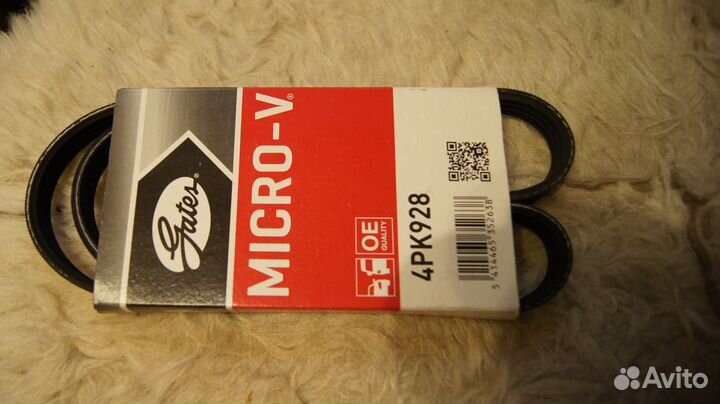 Gates
MICRO-V®
OE
QUALITY
4PK928
5 414465 352638
Avito